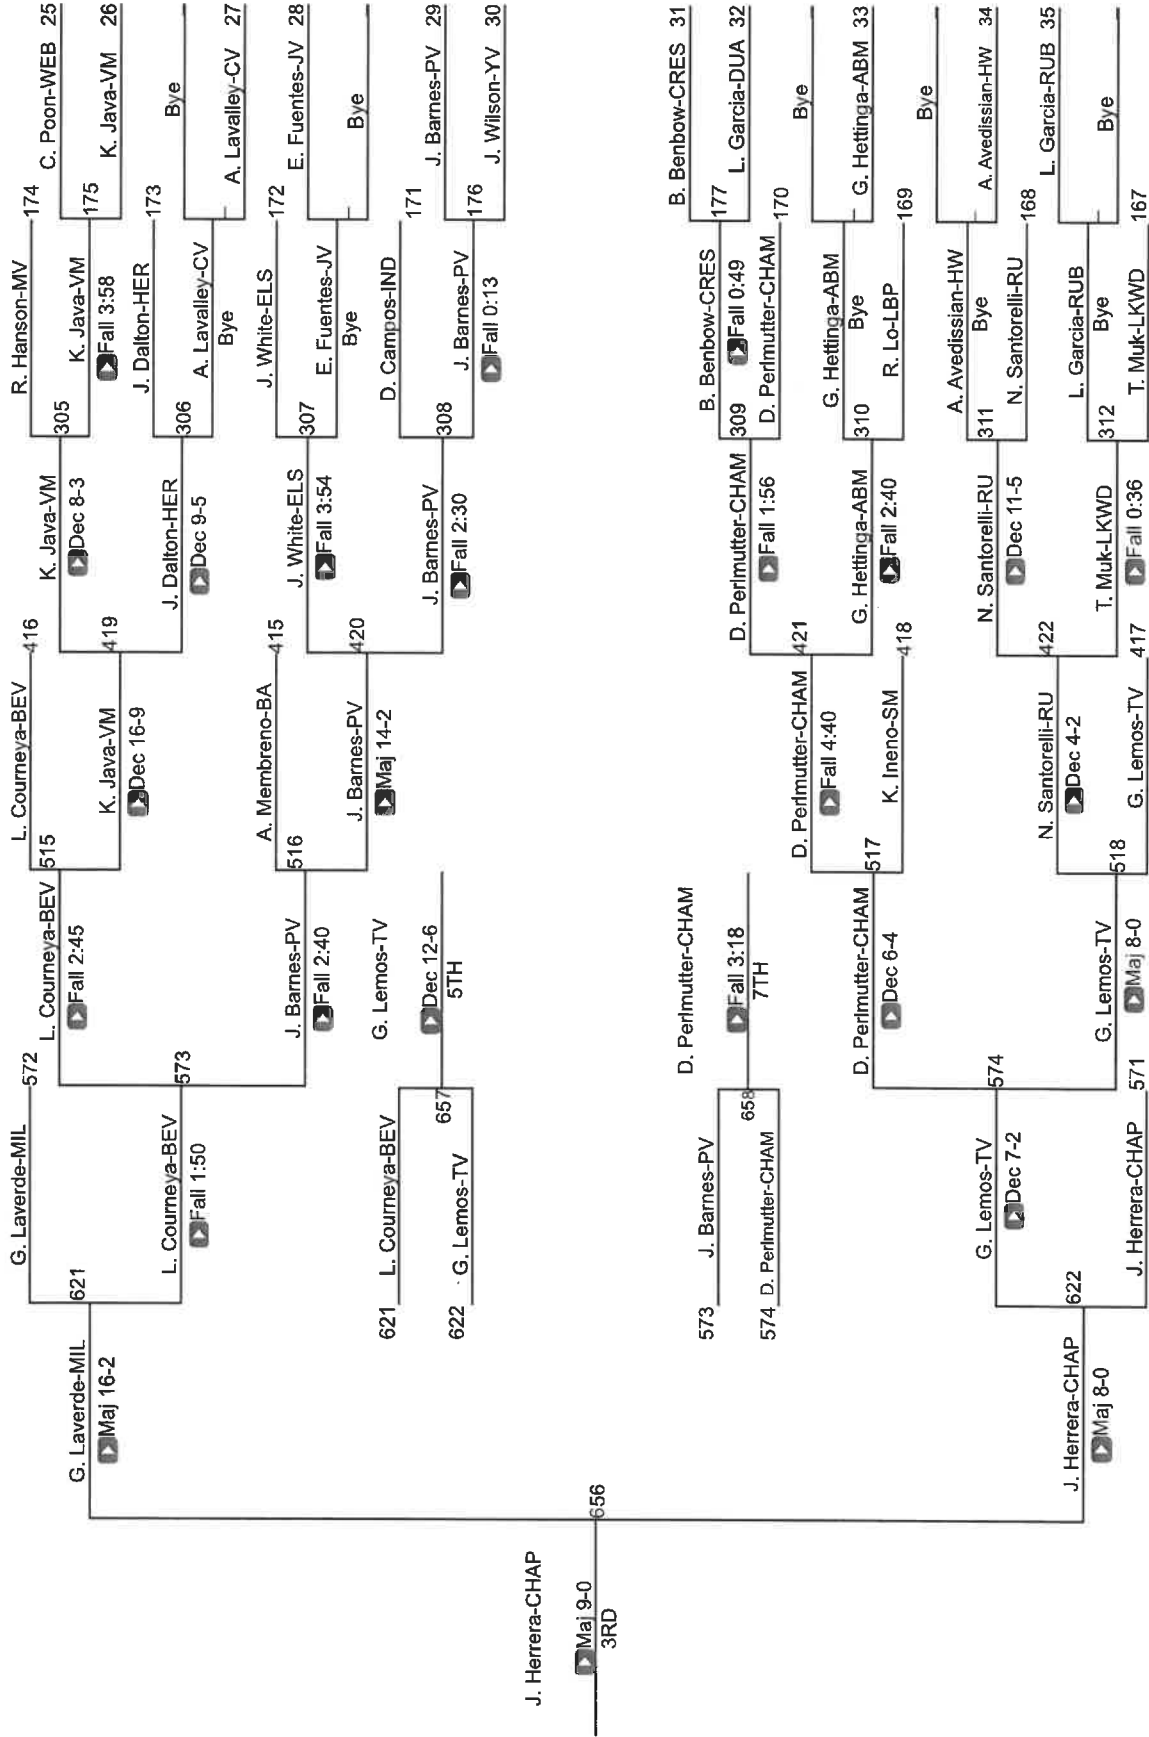 J. Herrera-CHAP
Maj 9-0
3RD
656
G. Laverde-MIL
Maj 16-2
J. Herrera-CHAP
Maj 8-0
G. Laverde-MIL 572
621
L. Courneya-BEV
Fall 1:50
621 L. Courneya-BEV
657
622 G. Lemos-TV
G. Lemos-TV
Dec 12-6
5TH
573 J. Barnes-PV
658
574 D. Perlmutter-CHAM
D. Perlmutter-CHAM
Fall 3:18
7TH
G. Lemos-TV
Dec 7-2
622
J. Herrera-CHAP 571
L. Courneya-BEV
Fall 2:45
573
J. Barnes-PV
Fall 2:40
D. Perlmutter-CHAM
Dec 6-4
574
G. Lemos-TV
Maj 8-0
L. Courneya-BEV 416
515
K. Java-VM
Dec 16-9
A. Membreno-BA 415
516
J. Barnes-PV
Maj 14-2
D. Perlmutter-CHAM
Fall 4:40
517
K. Ineno-SM 418
N. Santorelli-RU
Dec 4-2
518
G. Lemos-TV 417
K. Java-VM
Dec 8-3
419
J. Dalton-HER
Dec 9-5
J. White-ELS
Fall 3:54
420
J. Barnes-PV
Fall 2:30
D. Perlmutter-CHAM
Fall 1:56
421
G. Hettinga-ABM
Fall 2:40
N. Santorelli-RU
Dec 11-5
422
T. Muk-LKWD
Fall 0:36
R. Hanson-MV 174
305
K. Java-VM
Fall 3:58
J. Dalton-HER 173
306
A. Lavalley-CV
Bye
J. White-ELS 172
307
E. Fuentes-JV
Bye
D. Campos-IND 171
308
J. Barnes-PV
Fall 0:13
B. Benbow-CRES
Fall 0:49
309
D. Perlmutter-CHAM 170
G. Hettinga-ABM
Bye
310
R. Lo-LBP 169
A. Avedissian-HW
Bye
311
N. Santorelli-RU 168
L. Garcia-RUB
Bye
312
T. Muk-LKWD 167
C. Poon-WEB 25
175
K. Java-VM 26
Bye
A. Lavalley-CV 27
E. Fuentes-JV 28
Bye
J. Barnes-PV 29
176
J. Wilson-YV 30
B. Benbow-CRES 31
177
L. Garcia-DUA 32
Bye
G. Hettinga-ABM 33
Bye
A. Avedissian-HW 34
L. Garcia-RUB 35
Bye